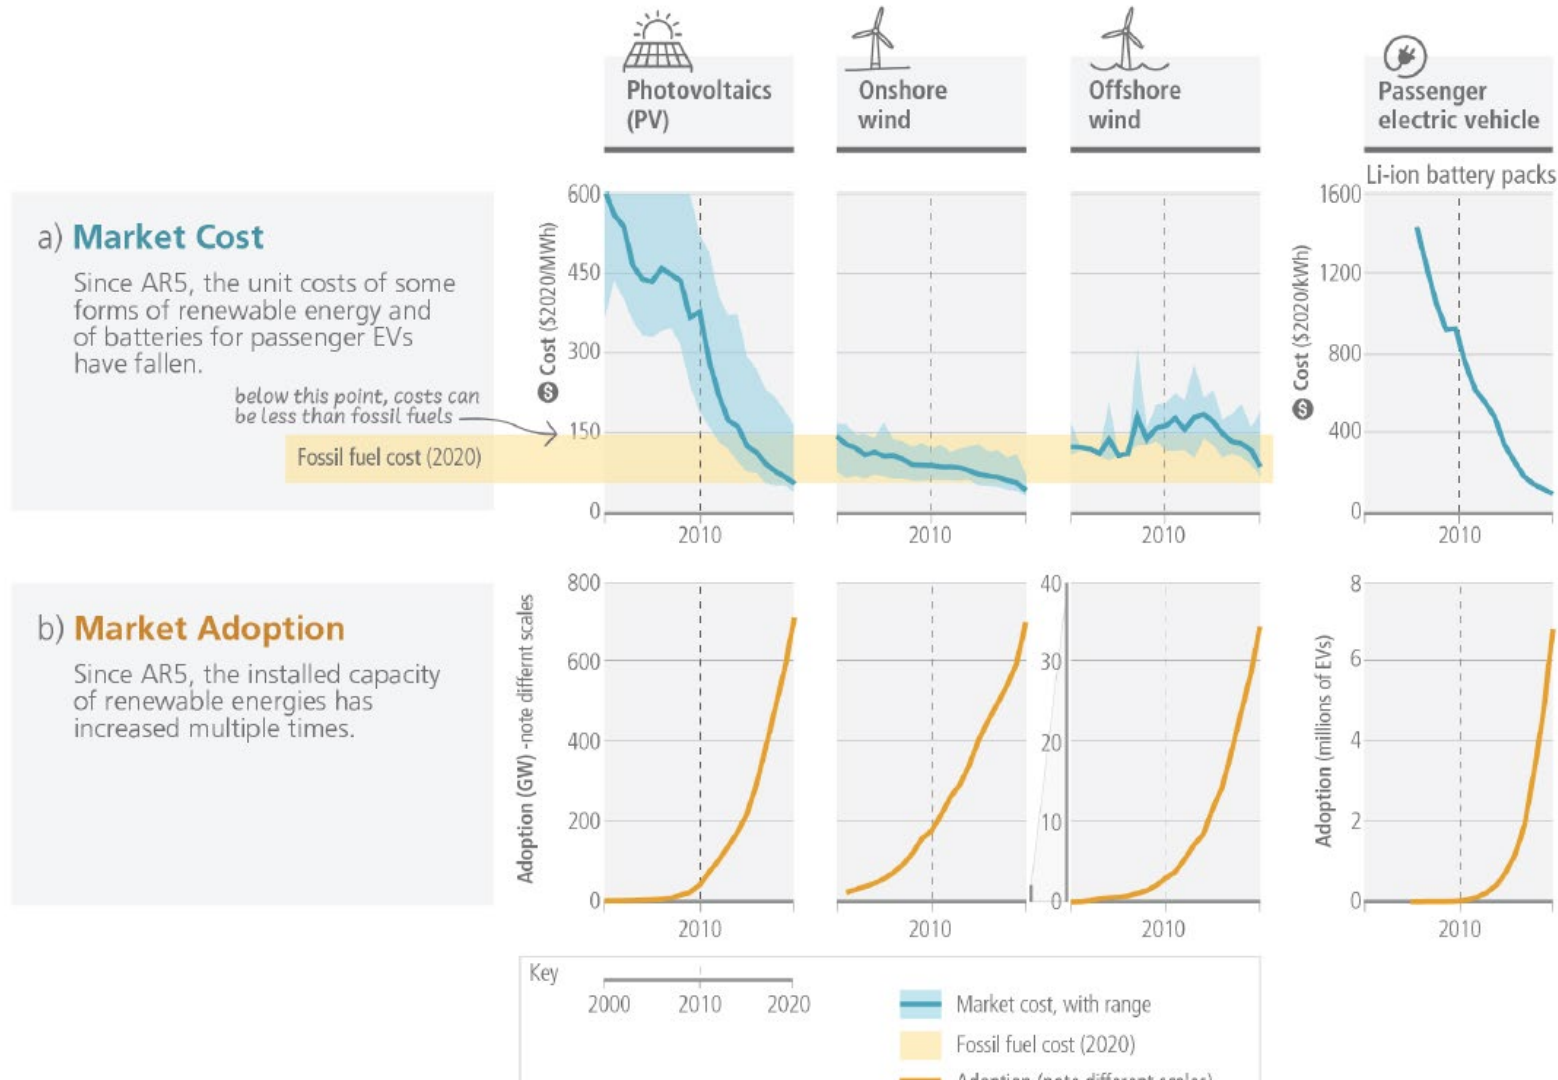 Photovoltaics
(PV)
Onshore
wind
Offshore
wind
Passenger
electric vehicle
a) Market Cost
Since AR5, the unit costs of some
forms of renewable energy and
of batteries for passenger EVs
have fallen.
below this point, costs can
be less than fossil fuels
Fossil fuel cost (2020)
$ Cost ($2020/MWh)
600
450
300
150
0
2010
2010
2010
Li-ion battery packs
$ Cost ($2020/kWh)
1600
1200
800
400
0
2010
b) Market Adoption
Since AR5, the installed capacity
of renewable energies has
increased multiple times.
Adoption (GW) -note differnt scales
800
600
400
200
0
2010
2010
40
30
20
10
0
2010
Adoption (millions of EVs)
8
6
4
2
0
2010
Key
2000
2010
2020
Market cost, with range
Fossil fuel cost (2020)
Adoption (note different scales)